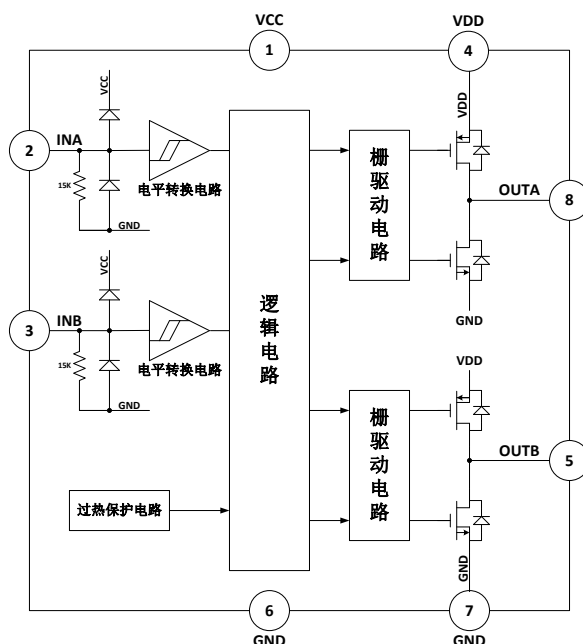 VCC
VDD
1
4
VCC
VDD
2
INA
15K
GND
电平转换电路
栅驱动电路
OUTA
8
GND
VCC
3
INB
15K
GND
电平转换电路
逻辑电路
VDD
栅驱动电路
OUTB
5
过热保护电路
GND
6
7
GND
GND